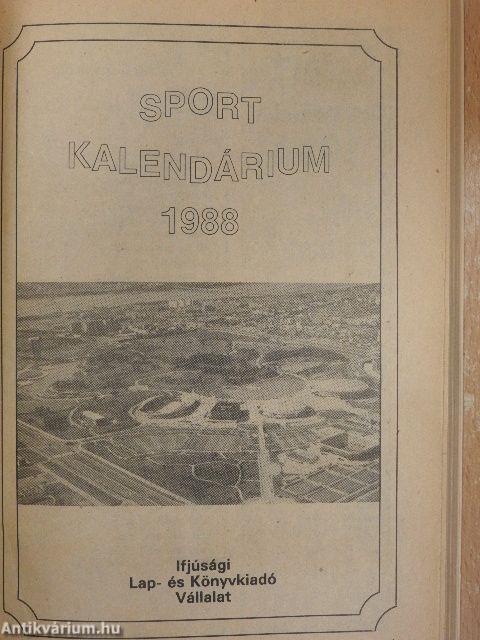 SPORT
KALENDÁRIUM
1988
Ifjúsági
Lap- és Könyvkiadó
Vállalat
Antikvárium.hu